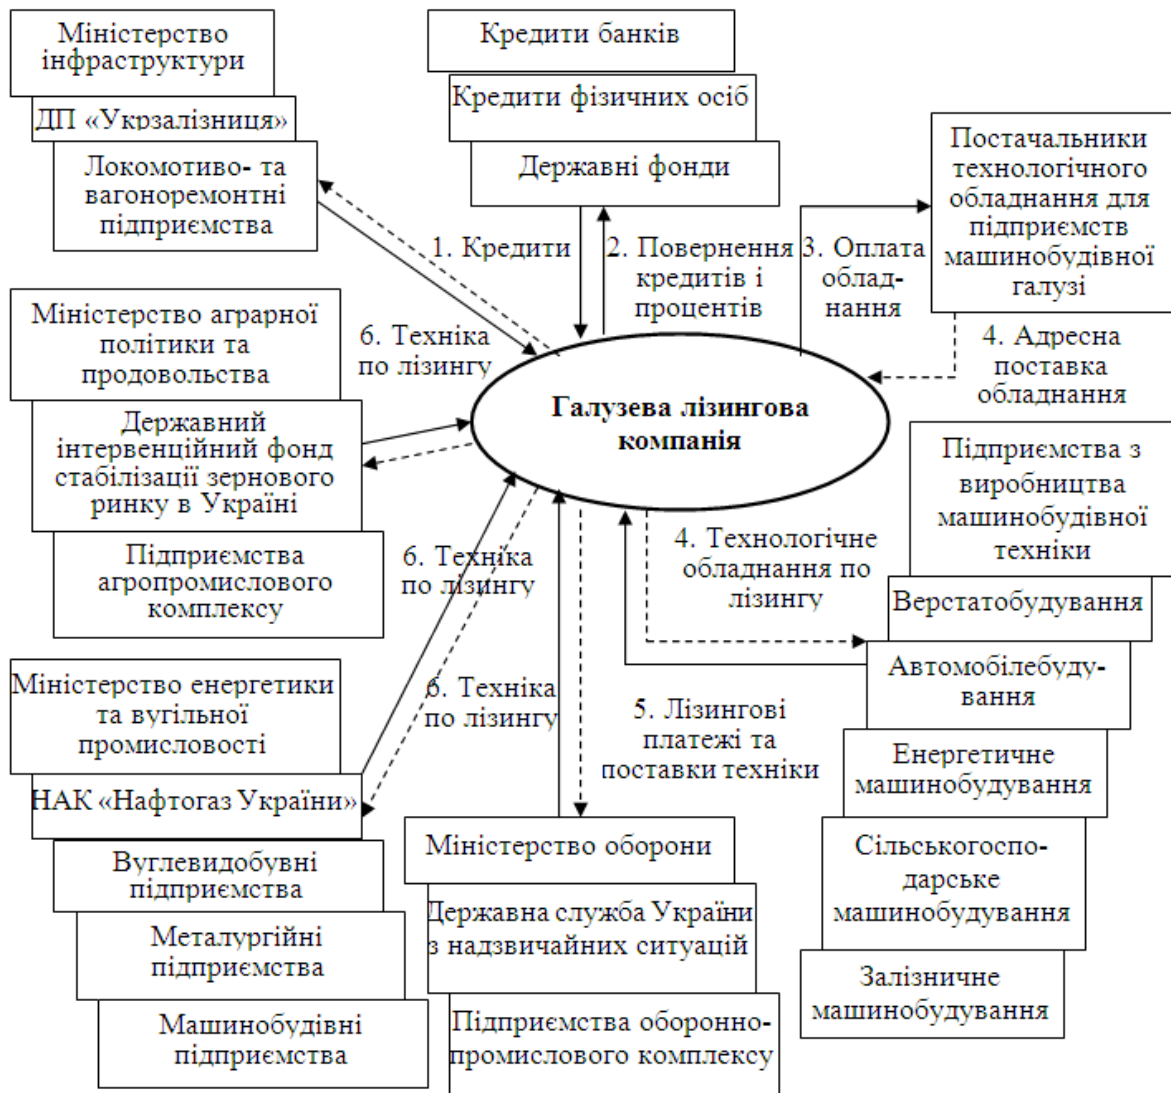 Міністерство
інфраструктури
ДП «Укрзалізниця»
Локомотиво- та
вагоноремонтні
підприємства
Кредити банків
Кредити фізичних осіб
Державні фонди
Постачальники
технологічного
обладнання для
підприємств
машинобудівної
галузі
1. Кредити
2. Повернення
кредитів і
процентів
3. Оплата
облад-
нання
4. Адресна
поставка
обладнання
6. Техніка
по лізингу
Міністерство аграрної
політики та
продовольства
Державний
інтервенційний фонд
стабілізації зернового
ринку в Україні
Підприємства
агропромислового
комплексу
Галузева лізингова
компанія
Підприємства з
виробництва
машинобудівної
техніки
Верстатобудування
Автомобілебуду-
вання
Енергетичне
машинобудування
Сільськогоспо-
дарське
машинобудування
Залізничне
машинобудування
6. Техніка
по лізингу
4. Технологічне
обладнання по
лізингу
6. Техніка
по лізингу
5. Лізингові
платежі та
поставки техніки
Міністерство енергетики
та вугільної
промисловості
НАК «Нафтогаз України»
Вуглевидобувні
підприємства
Металургійні
підприємства
Машинобудівні
підприємства
Міністерство оборони
Державна служба України
з надзвичайних ситуацій
Підприємства оборонно-
промислового комплексу